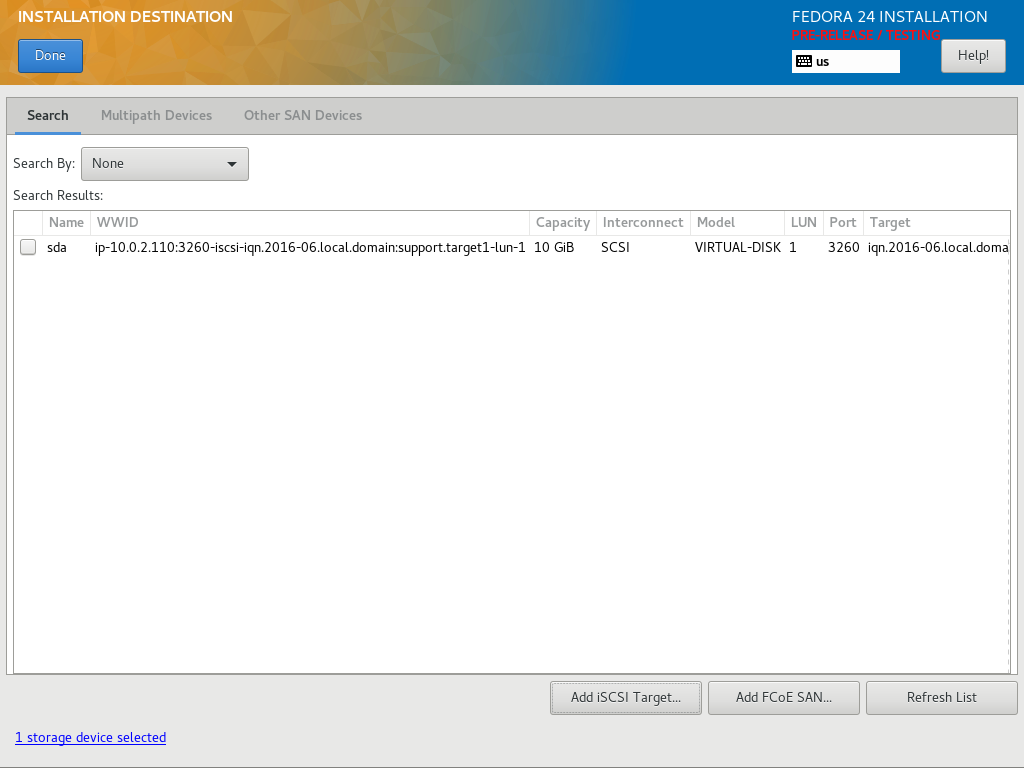 INSTALLATION DESTINATION
FEDORA 24 INSTALLATION
PRE-RELEASE / TESTING
Done
us
Help!
Search Multipath Devices Other SAN Devices
Search By: None
Search Results:
Name WWID Capacity Interconnect Model LUN Port Target
sda ip-10.0.2.110:3260-iscsi-iqn.2016-06.local.domain:support.target1-lun-1 10 GiB SCSI VIRTUAL-DISK 1 3260 iqn.2016-06.local.doma
Add iSCSI Target... Add FCoE SAN... Refresh List
1 storage device selected